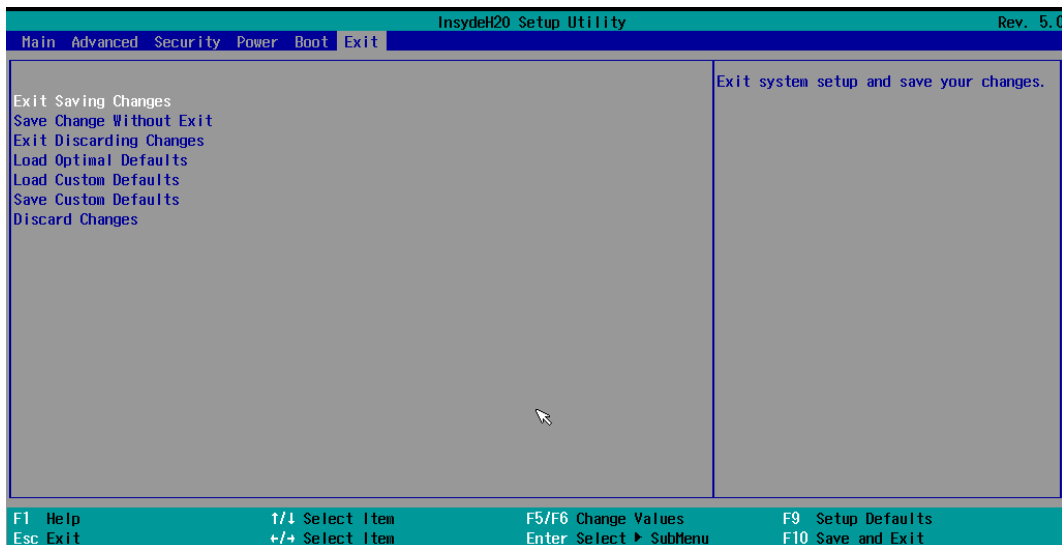 InsydeH20 Setup Utility Rev. 5.0
Main Advanced Security Power Boot Exit
Exit system setup and save your changes.
Exit Saving Changes
Save Change Without Exit
Exit Discarding Changes
Load Optimal Defaults
Load Custom Defaults
Save Custom Defaults
Discard Changes
F1 Help ↑/↓ Select Item F5/F6 Change Values F9 Setup Defaults
Esc Exit ←/→ Select Item Enter Select ▶ SubMenu F10 Save and Exit